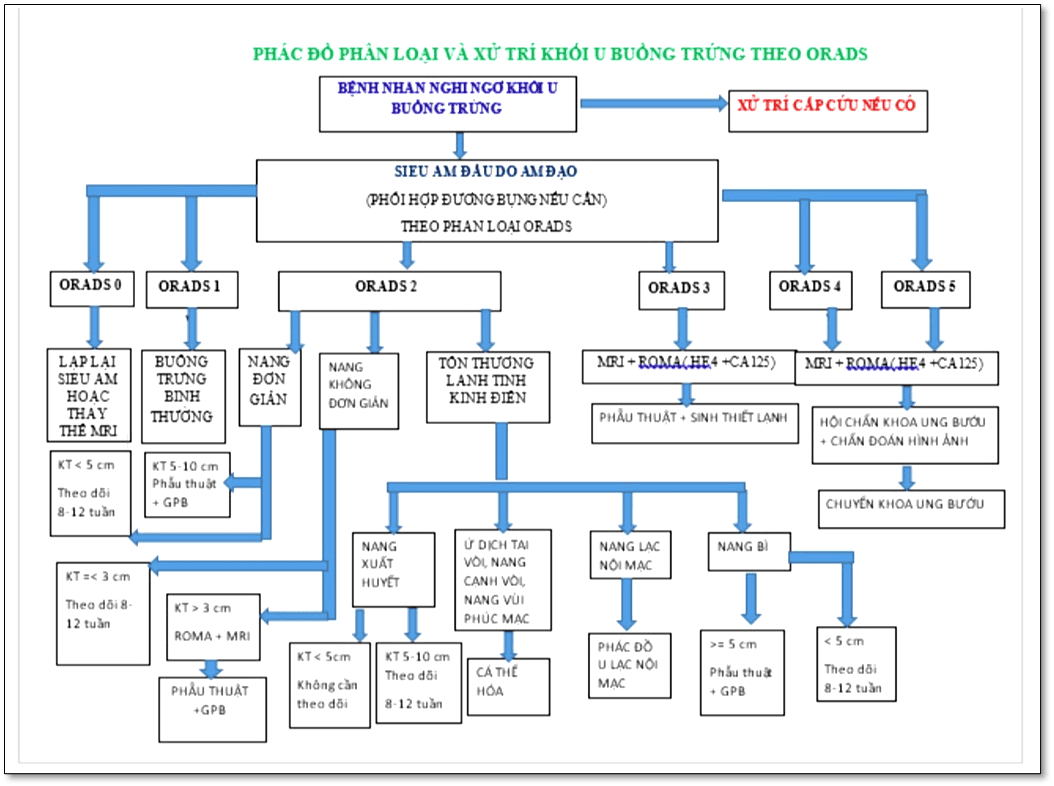 PHÁC ĐỒ PHÂN LOẠI VÀ XỬ TRÍ KHỐI U BUỒNG TRỨNG THEO ORADS
BỆNH NHAN NGHI NGƠ KHỐI U
BUỒNG TRỨNG
XỬ TRÍ CẤP CỨU NẾU CÓ
SIEU AM ĐẦU DO AM ĐẠO
(PHỐI HỢP ĐƯƠNG BỤNG NẾU CẦN)
THEO PHAN LOẠI ORADS
ORADS 0
ORADS 1
ORADS 2
ORADS 3
ORADS 4
ORADS 5
LAP LẠI
SIEU AM
HOẠC
THAY
THẾ MRI
BUỒNG
TRƯNG
BINH
THƯỜNG
NANG
ĐƠN
GIẢN
NANG
KHÔNG
ĐƠN GIẢN
TỔN THƯƠNG
LANH TINH
KINH ĐIỂN
MRI + ROMA( HE4 +CA125)
MRI + ROMA( HE4 +CA125)
PHẪU THUẬT + SINH THIẾT LẠNH
HỘI CHẨN KHOA UNG BƯỚU
+ CHẨN ĐOÁN HÌNH ẢNH
CHUYỂN KHOA UNG BƯỚU
KT < 5 cm
Theo dõi
8-12 tuần
KT 5-10 cm
Phẫu thuật
+ GPB
KT =< 3 cm
Theo dõi 8-
12 tuần
KT > 3 cm
ROMA + MRI
PHẪU THUẬT
+GPB
NANG
XUẤT
HUYẾT
Ứ DỊCH TAI
VÒI, NANG
CẠNH VÒI,
NANG VÙI
PHÚC MẠC
NANG LẠC
NỘI MẠC
NANG BÌ
KT < 5cm
Không cần
theo dõi
KT 5-10 cm
Theo dõi
8-12 tuần
CÁ THỂ
HÓA
PHÁC ĐỒ
U LẠC NỘI
MẠC
>= 5 cm
Phẫu thuật
+ GPB
< 5 cm
Theo dõi
8-12 tuần